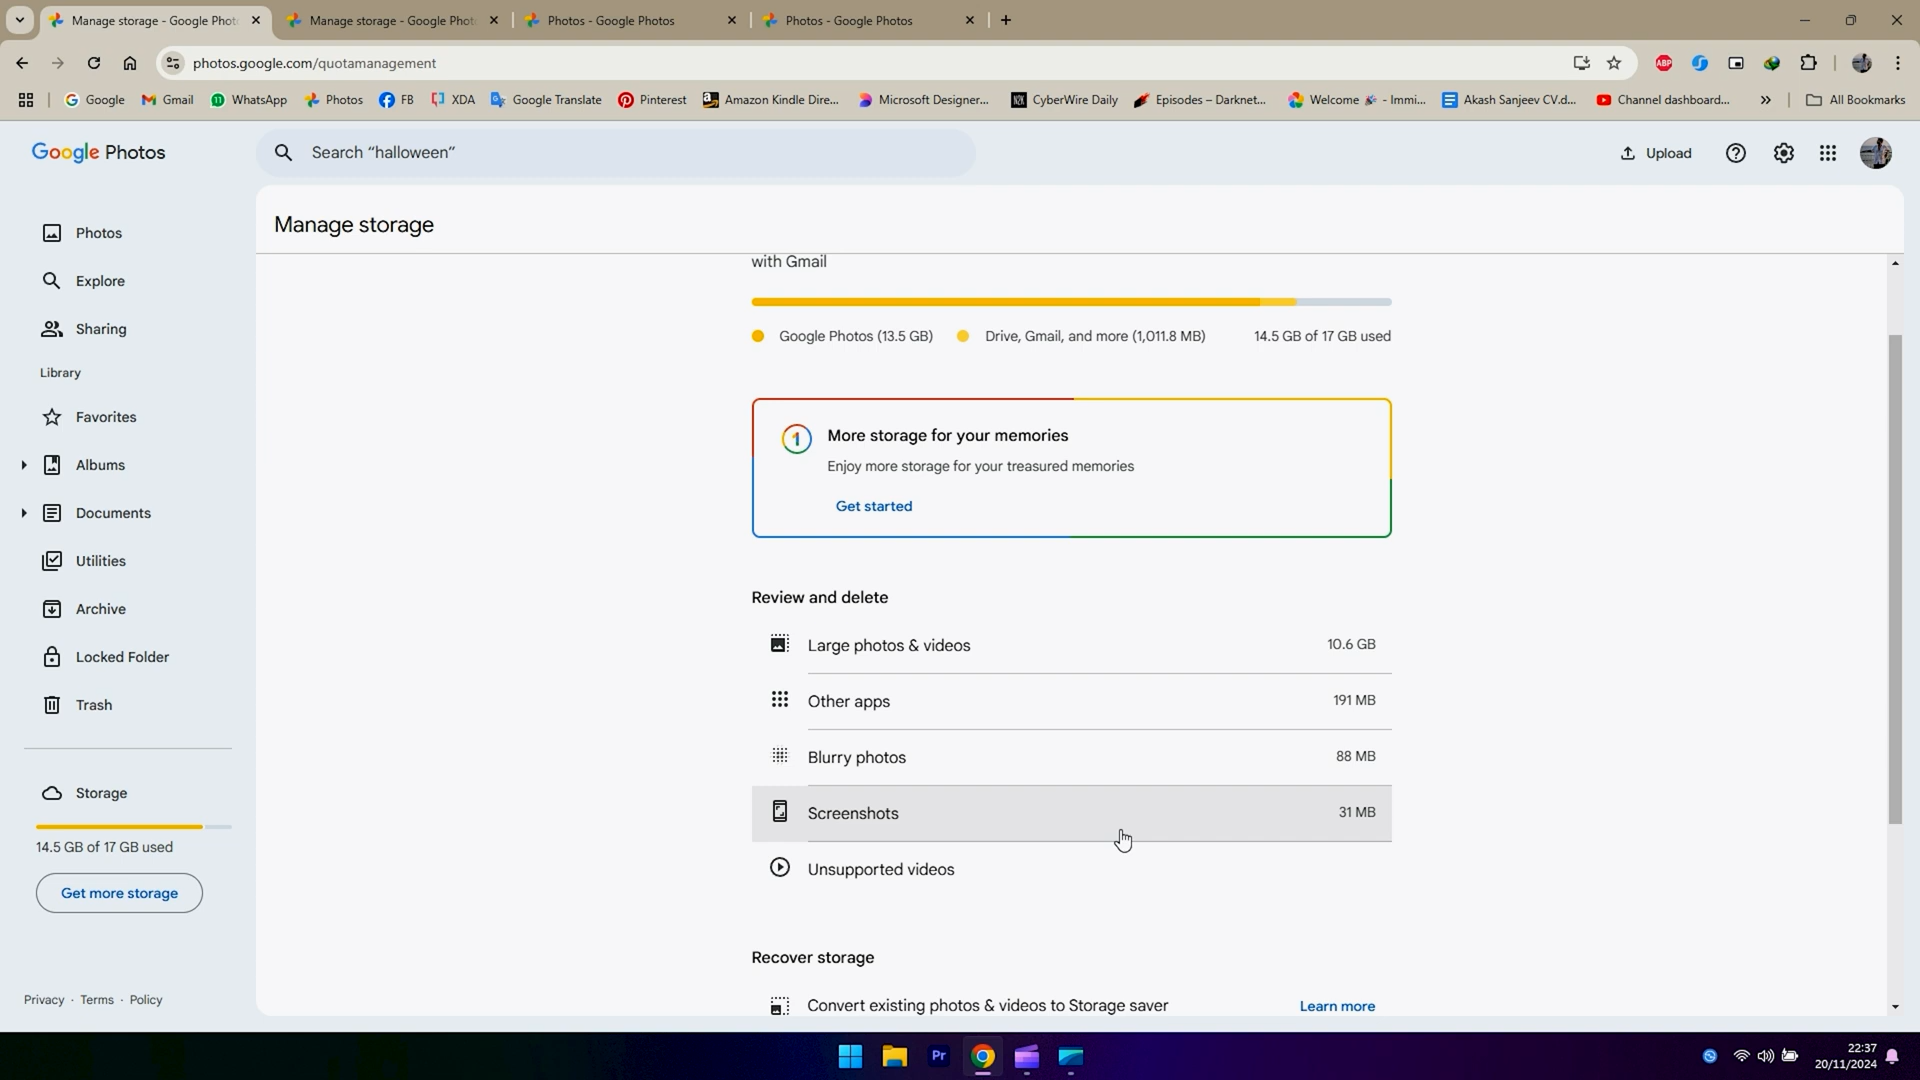 Manage storage - Google Phot
Manage storage - Google Phot
Photos - Google Photos
Photos - Google Photos
photos.google.com/quotamanagement
ABP
Google
Gmail
WhatsApp
Photos
FB
XDA
Google Translate
Pinterest
Amazon Kindle Dire...
Microsoft Designer...
CyberWire Daily
Episodes – Darknet...
Welcome 🎉 - Immi...
Akash Sanjeev CV.d...
Channel dashboard...
All Bookmarks
Google Photos
Search “halloween”
Upload
Photos
Explore
Sharing
Library
Favorites
Albums
Documents
Utilities
Archive
Locked Folder
Trash
Storage
14.5 GB of 17 GB used
Get more storage
Privacy · Terms · Policy
Manage storage
with Gmail
Google Photos (13.5 GB)
Drive, Gmail, and more (1,011.8 MB)
14.5 GB of 17 GB used
1
More storage for your memories
Enjoy more storage for your treasured memories
Get started
Review and delete
Large photos & videos
10.6 GB
Other apps
191 MB
Blurry photos
88 MB
Screenshots
31 MB
Unsupported videos
Recover storage
Convert existing photos & videos to Storage saver
Learn more
Pr
22:37
20/11/2024